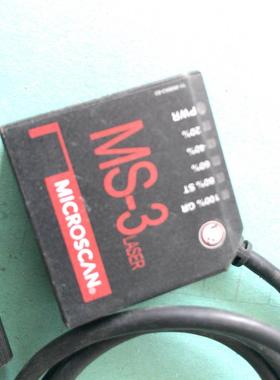 MS-3
LASER
MICROSCAN®
PWR
20%
40%
60%
80% ST
100% GR